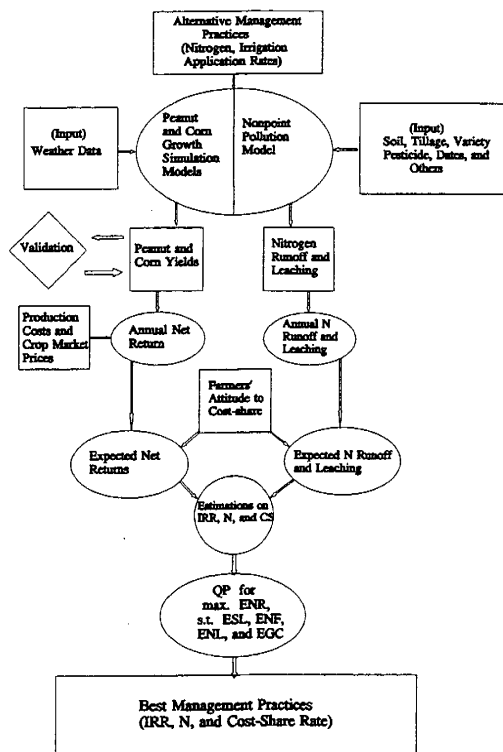 Alternative Management
Practices
(Nitrogen, Irrigation
Application Rates)
(Input)
Weather Data
Peanut
and Corn
Growth
Simulation
Models
Nonpoint
Pollution
Model
(Input)
Soil, Tillage, Variety
Pesticide, Dates, and
Others
Validation
Peanut and
Corn Yields
Nitrogen
Runoff and
Leaching
Production
Costs and
Crop Market
Prices
Annual Net
Return
Annual N
Runoff and
Leaching
Farmers'
Attitude to
Cost-share
Expected Net
Returns
Expected N Runoff
and Leaching
Estimations on
IRR, N, and CS
QP for
max. ENR,
s.t. ESL, ENF,
ENL, and EGC
Best Management Practices
(IRR, N, and Cost-Share Rate)